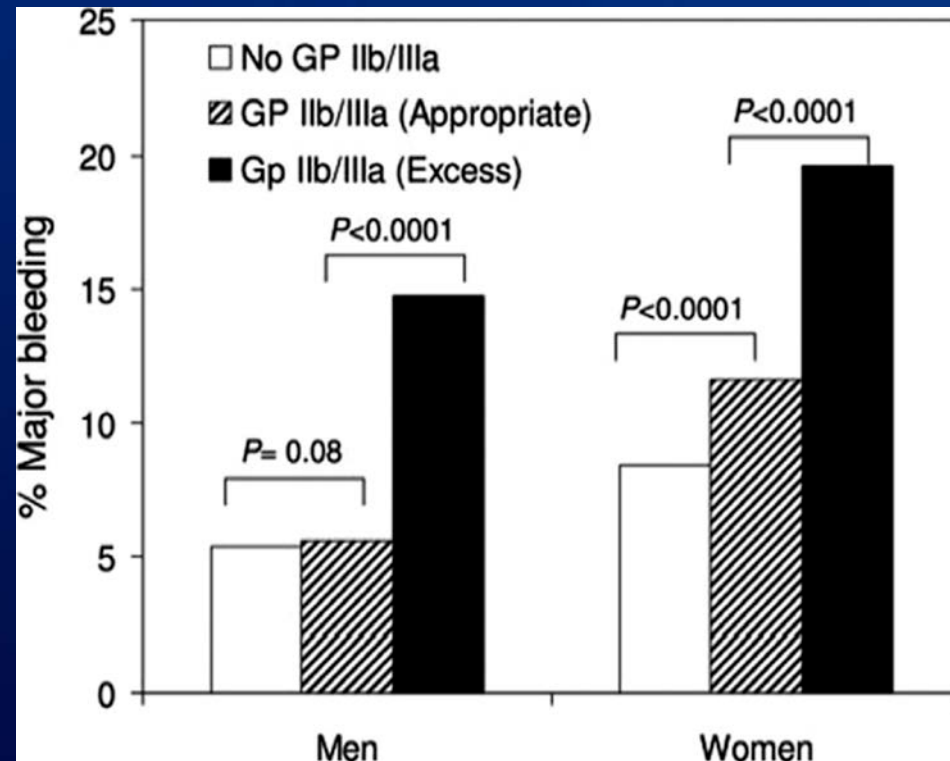 25
No GP IIb/IIIa
GP IIb/IIIa (Appropriate)
Gp IIb/IIIa (Excess)
P<0.0001
20
P<0.0001
15
P<0.0001
10
P= 0.08
5
0
% Major bleeding
Men
Women